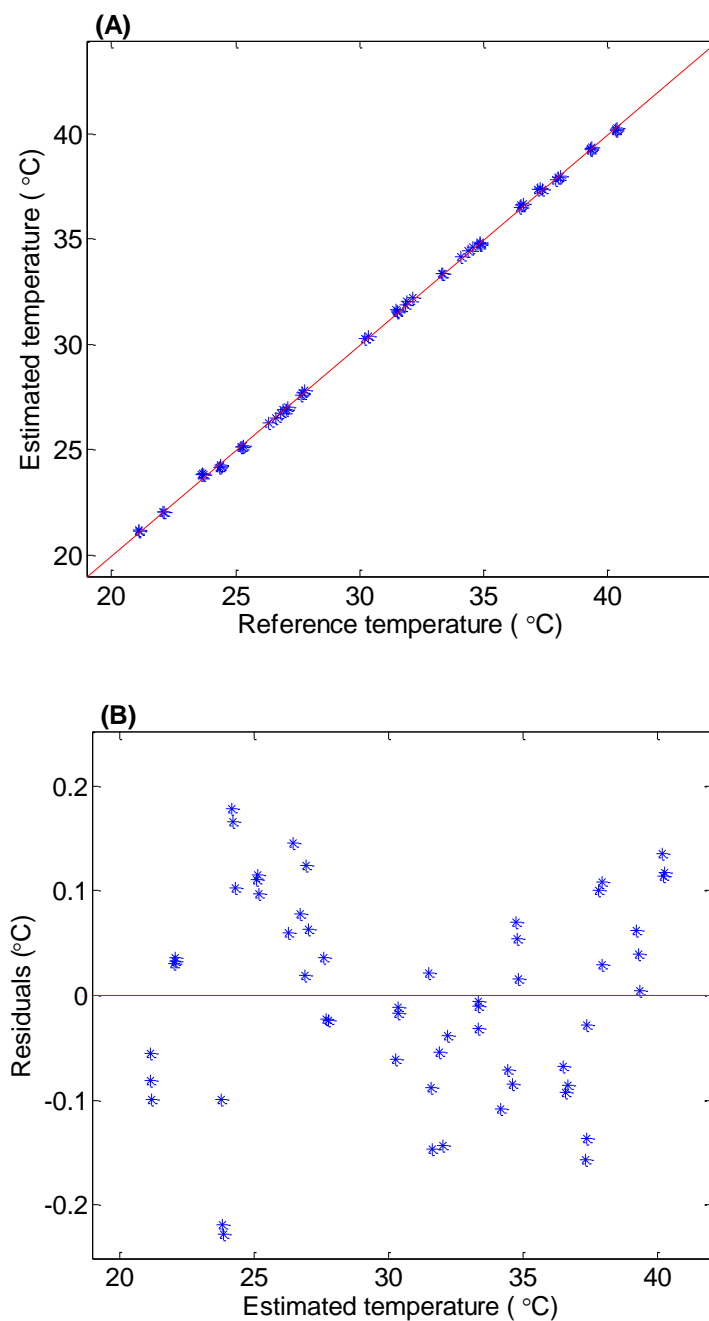 (A)
Estimated temperature ( °C)
40
35
30
25
20
20 25 30 35 40
Reference temperature ( °C)
(B)
Residuals (°C)
0.2
0.1
0
-0.1
-0.2
20 25 30 35 40
Estimated temperature ( °C)